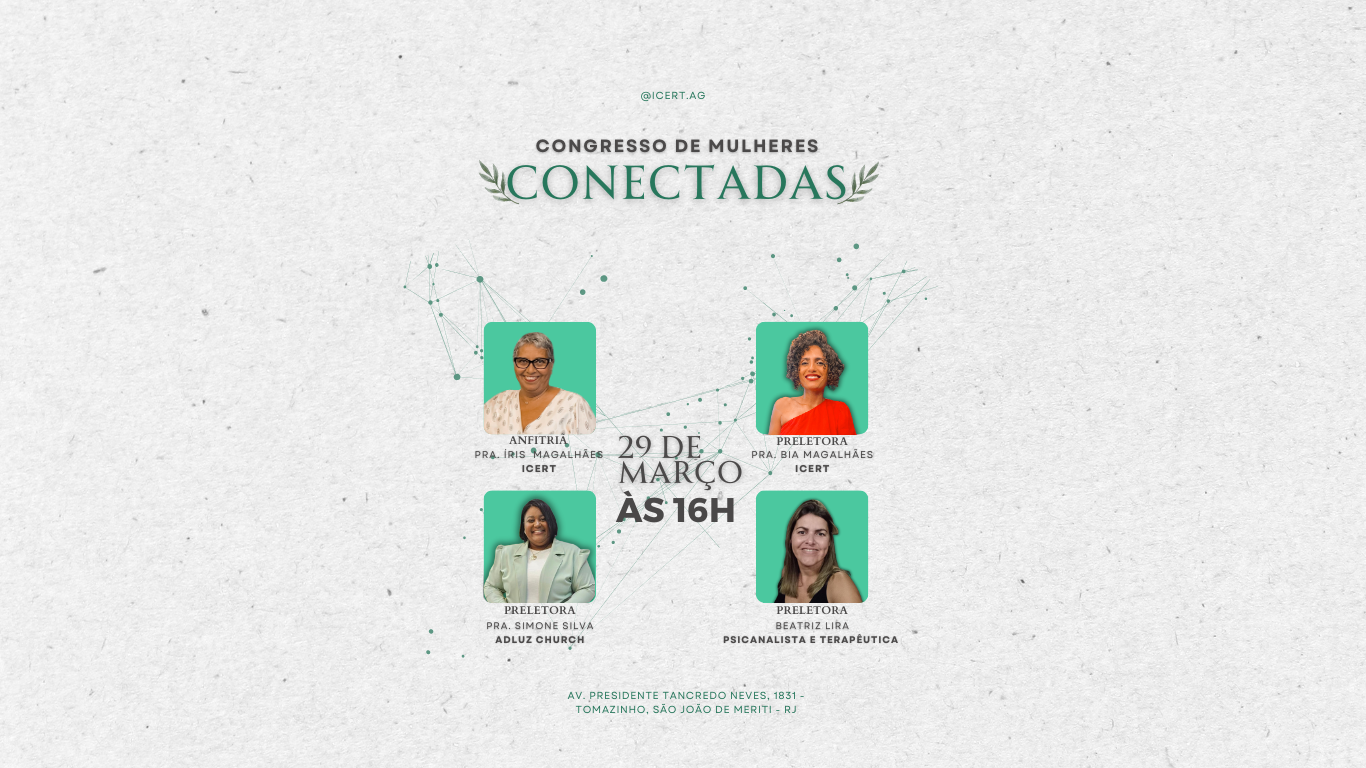 @ICERT.AG
CONGRESSO DE MULHERES
CONECTADAS
ANFITRIÃ
PRA. ÍRIS MAGALHÃES
ICERT
29 DE
MARÇO
ÀS 16H
PRELETORA
PRA. BIA MAGALHÃES
ICERT
PRELETORA
PRA. SIMONE SILVA
ADLUZ CHURCH
PRELETORA
BEATRIZ LIRA
PSICANALISTA E TERAPÊUTICA
AV. PRESIDENTE TANCREDO NEVES, 1831 -
TOMAZINHO, SÃO JOÃO DE MERITI - RJ